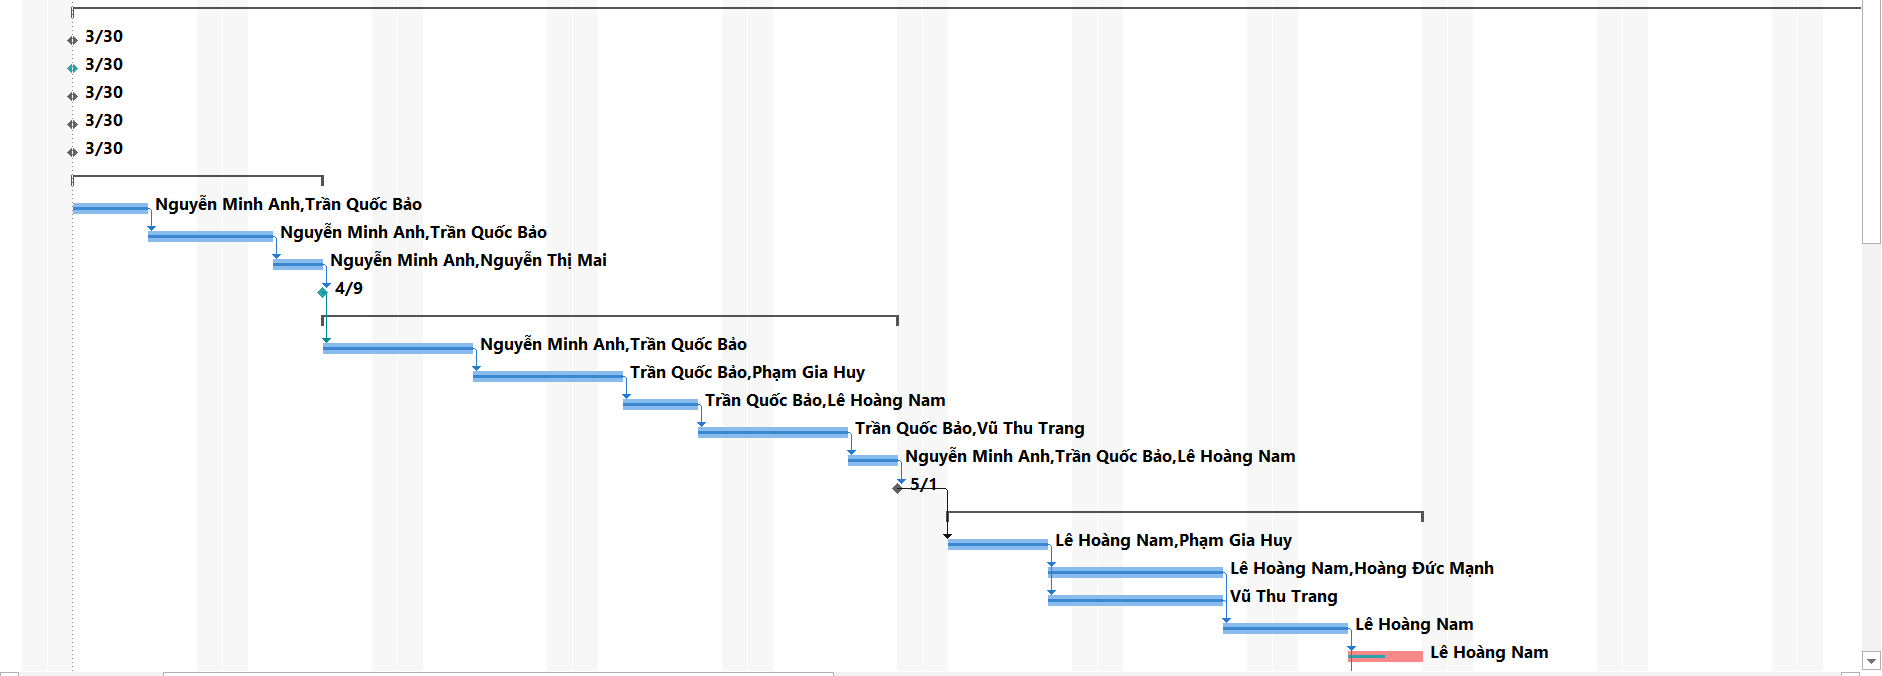 3/30
3/30
3/30
3/30
3/30
Nguyễn Minh Anh,Trần Quốc Bảo
Nguyễn Minh Anh,Trần Quốc Bảo
Nguyễn Minh Anh,Nguyễn Thị Mai
4/9
Nguyễn Minh Anh,Trần Quốc Bảo
Trần Quốc Bảo,Phạm Gia Huy
Trần Quốc Bảo,Lê Hoàng Nam
Trần Quốc Bảo,Vũ Thu Trang
Nguyễn Minh Anh,Trần Quốc Bảo,Lê Hoàng Nam
5/1
Lê Hoàng Nam,Phạm Gia Huy
Lê Hoàng Nam,Hoàng Đức Mạnh
Vũ Thu Trang
Lê Hoàng Nam
Lê Hoàng Nam